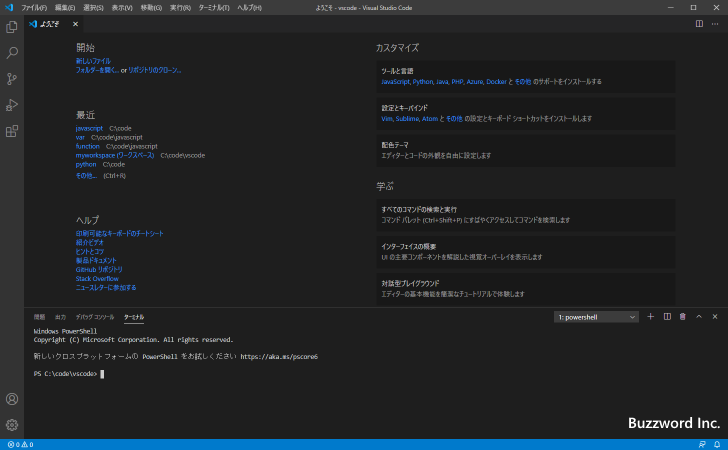 ファイル(F) 編集(E) 選択(S) 表示(V) 移動(G) 実行(R) ターミナル(T) ヘルプ(H) ようこそ - vscode - Visual Studio Code
ようこそ
開始
新しいファイル
フォルダーを開く... or リポジトリのクローン...
最近
javascript C:\code
var C:\code\javascript
function C:\code\javascript
myworkspace (ワークスペース) C:\code\vscode
python C:\code
その他... (Ctrl+R)
ヘルプ
印刷可能なキーボードのチートシート
紹介ビデオ
ヒントとコツ
製品ドキュメント
GitHub リポジトリ
Stack Overflow
ニュースレターに参加する
カスタマイズ
ツールと言語
JavaScript, Python, Java, PHP, Azure, Docker と その他 のサポートをインストールする
設定とキーバインド
Vim, Sublime, Atom と その他 の設定とキーボード ショートカットをインストールします
配色テーマ
エディターとコードの外観を自由に設定します
学ぶ
すべてのコマンドの検索と実行
コマンド パレット (Ctrl+Shift+P) にすばやくアクセスしてコマンドを検索します
インターフェイスの概要
UI の主要コンポーネントを解説した視覚オーバーレイを表示します
対話型プレイグラウンド
エディターの基本機能を簡潔なチュートリアルで体験します
問題 出力 デバッグ コンソール ターミナル 1: powershell
Windows PowerShell
Copyright (C) Microsoft Corporation. All rights reserved.
新しいクロスプラットフォームの PowerShell をお試しください https://aka.ms/pscore6
PS C:\code\vscode>
Buzzword Inc.
0 0